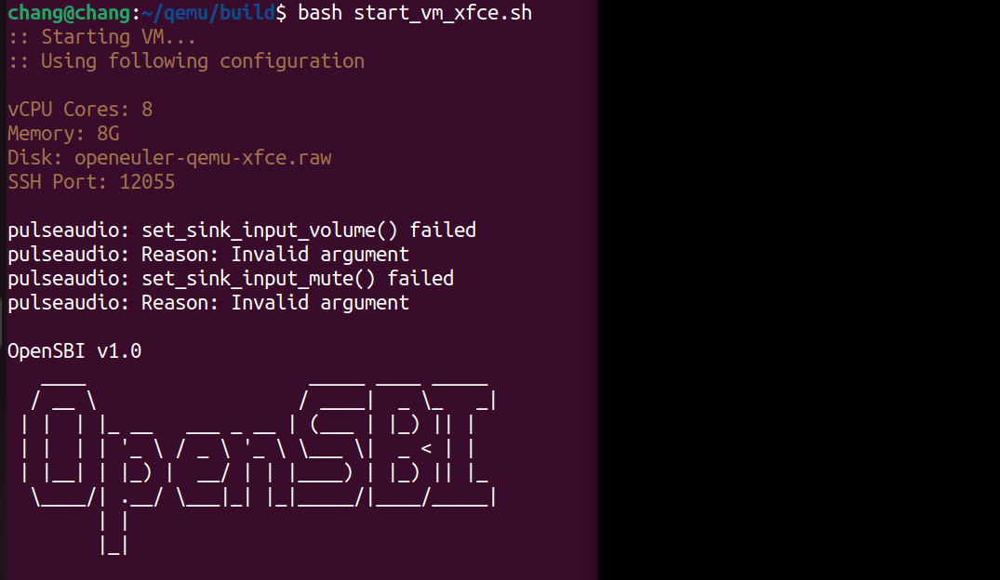 chang@chang:~/qemu/build$ bash start_vm_xfce.sh
:: Starting VM...
:: Using following configuration

vCPU Cores: 8
Memory: 8G
Disk: openeuler-qemu-xfce.raw
SSH Port: 12055

pulseaudio: set_sink_input_volume() failed
pulseaudio: Reason: Invalid argument
pulseaudio: set_sink_input_mute() failed
pulseaudio: Reason: Invalid argument

OpenSBI v1.0
   ____                    _____ ____ _____
  / __ \                  / ____|  _ \_   _|
 | |  | |_ __   ___ _ __ | (___ | |_) || |
 | |  | | '_ \ / _ \ '_ \ \___ \|  _ < | |
 | |__| | |_) |  __/ | | |____) | |_) || |_
  \____/| .__/ \___|_| |_|_____/|____/_____|
        | |
        |_|